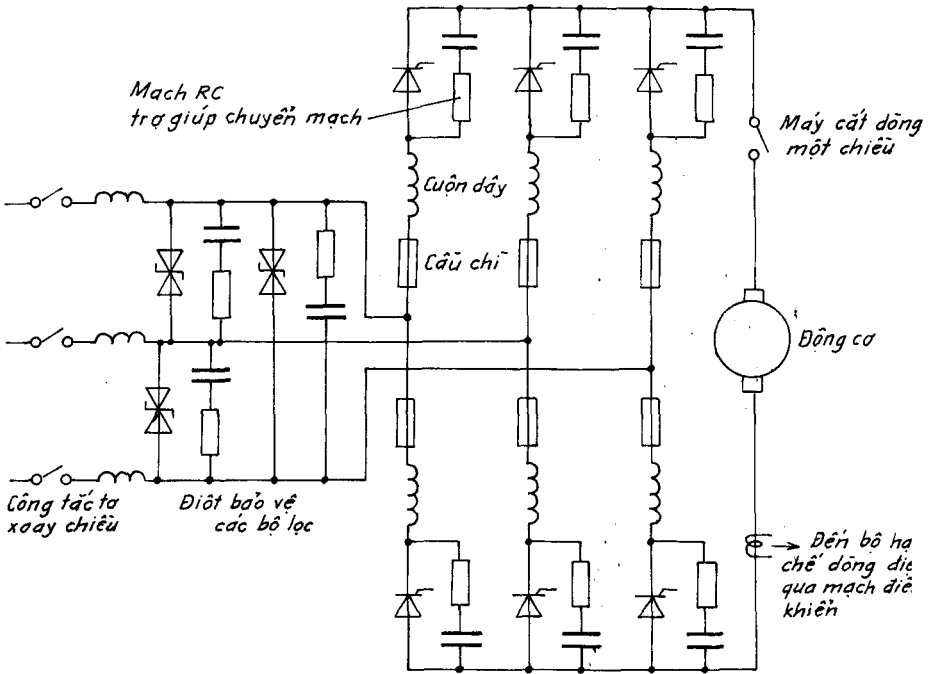 Mạch RC
trợ giúp chuyển mạch
Máy cắt dòng
một chiều
Cuộn dây
Cầu chì
Động cơ
Công tắc tơ
xoay chiều
Điôt bảo vệ
các bộ lọc
Đến bộ hạ
chế dòng điệ
qua mạch điề
khiển